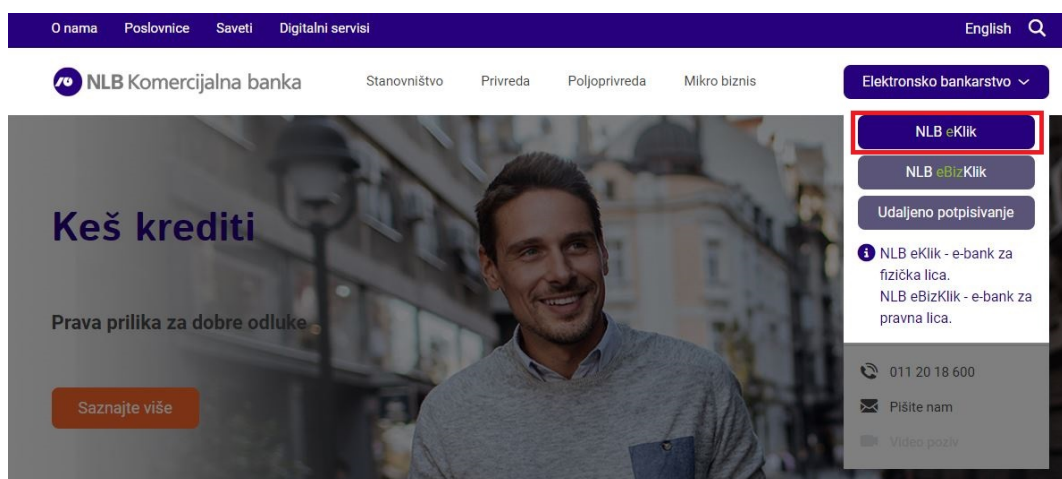 O nama Poslovnice Saveti Digitalni servisi English
NLB Komercijalna banka Stanovništvo Privreda Poljoprivreda Mikro biznis Elektronsko bankarstvo
NLB eKlik
NLB eBizKlik
Udaljeno potpisivanje
NLB eKlik - e-bank za
fizička lica.
NLB eBizKlik - e-bank za
pravna lica.
Keš krediti
Prava prilika za dobre odluke
Saznajte više
011 20 18 600
Pišite nam
Video poziv